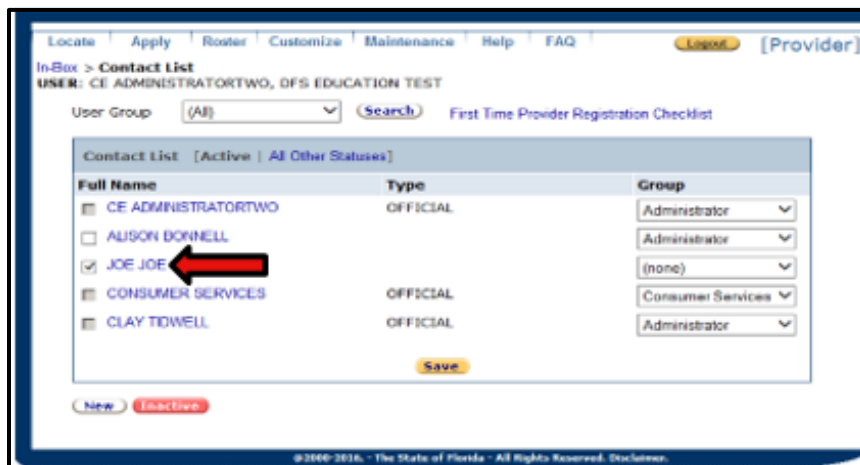 Locate Apply Roster Customize Maintenance Help FAQ Logout [Provider]
In-Box > Contact List
USER: CE ADMINISTRATORTWO, DFS EDUCATION TEST
User Group (All) Search First Time Provider Registration Checklist
Contact List [Active | All Other Statuses]
Full Name Type Group
CE ADMINISTRATORTWO OFFICIAL Administrator
ALISON BONNELL Administrator
JOE JOE (none)
CONSUMER SERVICES OFFICIAL Consumer Services
CLAY TIDWELL OFFICIAL Administrator
Save
New Inactive
©2000-2016. - The State of Florida - All Rights Reserved. Disclaimer.